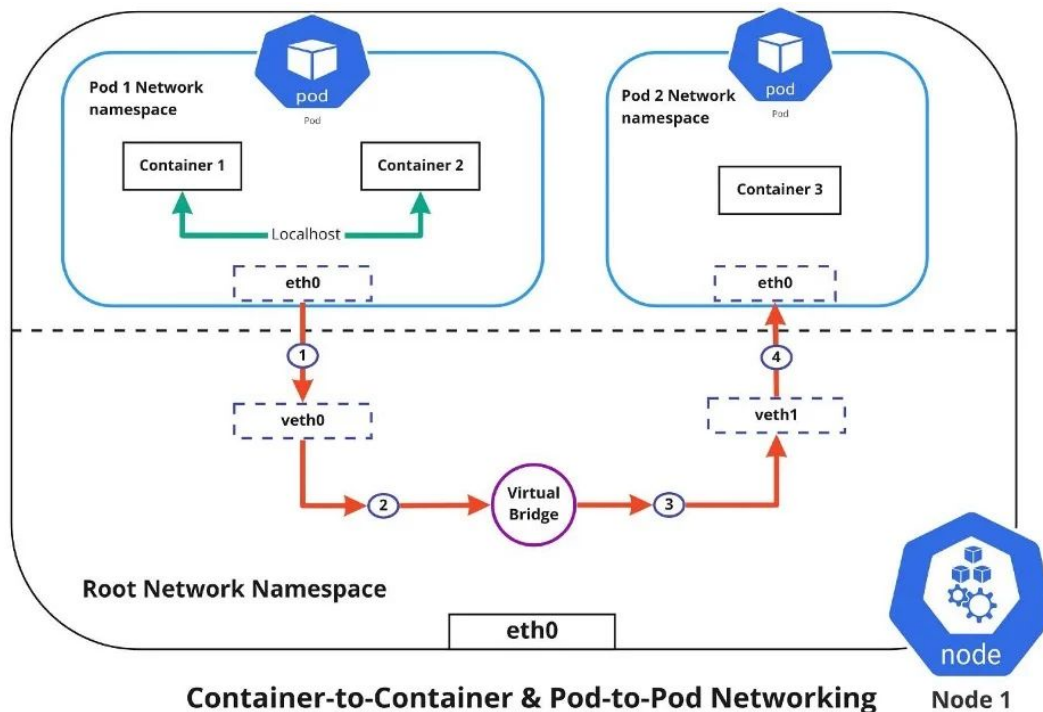 pod
Pod
Pod 1 Network
namespace
Container 1
Container 2
Localhost
eth0
pod
Pod
Pod 2 Network
namespace
Container 3
eth0
1
4
veth0
veth1
2
Virtual
Bridge
3
Root Network Namespace
eth0
node
Container-to-Container & Pod-to-Pod Networking
Node 1